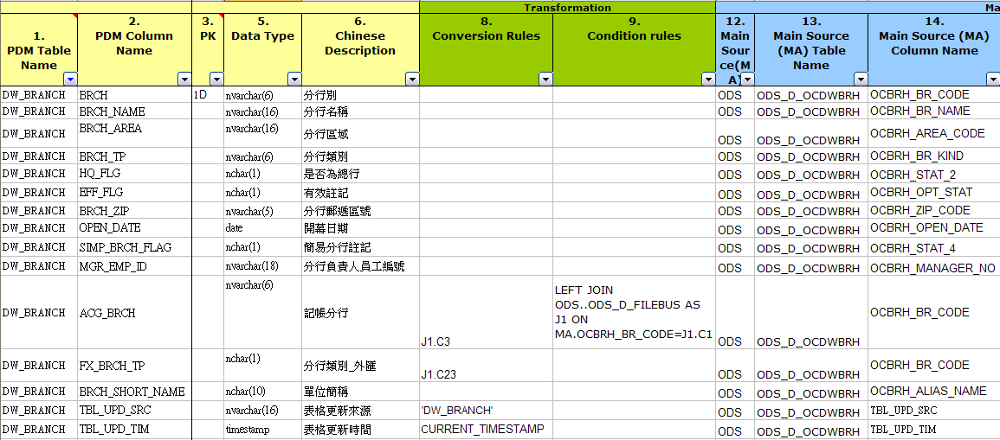 Transformation Ma
1. PDM Table Name 2. PDM Column Name 3. PK 5. Data Type 6. Chinese Description 8. Conversion Rules 9. Condition rules 12. Main Sour ce(M A) 13. Main Source (MA) Table Name 14. Main Source (MA) Column Name
DW_BRANCH BRCH 1D nvarchar(6) 分行別 ODS ODS_D_OCDWBRH OCBRH_BR_CODE
DW_BRANCH BRCH_NAME nvarchar(16) 分行名稱 ODS ODS_D_OCDWBRH OCBRH_BR_NAME
DW_BRANCH BRCH_AREA nvarchar(16) 分行區域 ODS ODS_D_OCDWBRH OCBRH_AREA_CODE
DW_BRANCH BRCH_TP nvarchar(6) 分行類別 ODS ODS_D_OCDWBRH OCBRH_BR_KIND
DW_BRANCH HQ_FLG nchar(1) 是否為總行 ODS ODS_D_OCDWBRH OCBRH_STAT_2
DW_BRANCH EFF_FLG nchar(1) 有效註記 ODS ODS_D_OCDWBRH OCBRH_OPT_STAT
DW_BRANCH BRCH_ZIP nvarchar(5) 分行郵遞區號 ODS ODS_D_OCDWBRH OCBRH_ZIP_CODE
DW_BRANCH OPEN_DATE date 開幕日期 ODS ODS_D_OCDWBRH OCBRH_OPEN_DATE
DW_BRANCH SIMP_BRCH_FLAG nchar(1) 簡易分行註記 ODS ODS_D_OCDWBRH OCBRH_STAT_4
DW_BRANCH MGR_EMP_ID nvarchar(18) 分行負責人員工編號 ODS ODS_D_OCDWBRH OCBRH_MANAGER_NO
DW_BRANCH ACG_BRCH nvarchar(6) 記帳分行 J1.C3 LEFT JOIN ODS..ODS_D_FILEBUS AS J1 ON MA.OCBRH_BR_CODE=J1.C1 ODS ODS_D_OCDWBRH OCBRH_BR_CODE
DW_BRANCH FX_BRCH_TP nchar(1) 分行類別_外匯 J1.C23 ODS ODS_D_OCDWBRH OCBRH_BR_CODE
DW_BRANCH BRCH_SHORT_NAME nchar(10) 單位簡稱 ODS ODS_D_OCDWBRH OCBRH_ALIAS_NAME
DW_BRANCH TBL_UPD_SRC nvarchar(16) 表格更新來源 'DW_BRANCH' ODS ODS_D_OCDWBRH TBL_UPD_SRC
DW_BRANCH TBL_UPD_TIM timestamp 表格更新時間 CURRENT_TIMESTAMP ODS ODS_D_OCDWBRH TBL_UPD_TIM